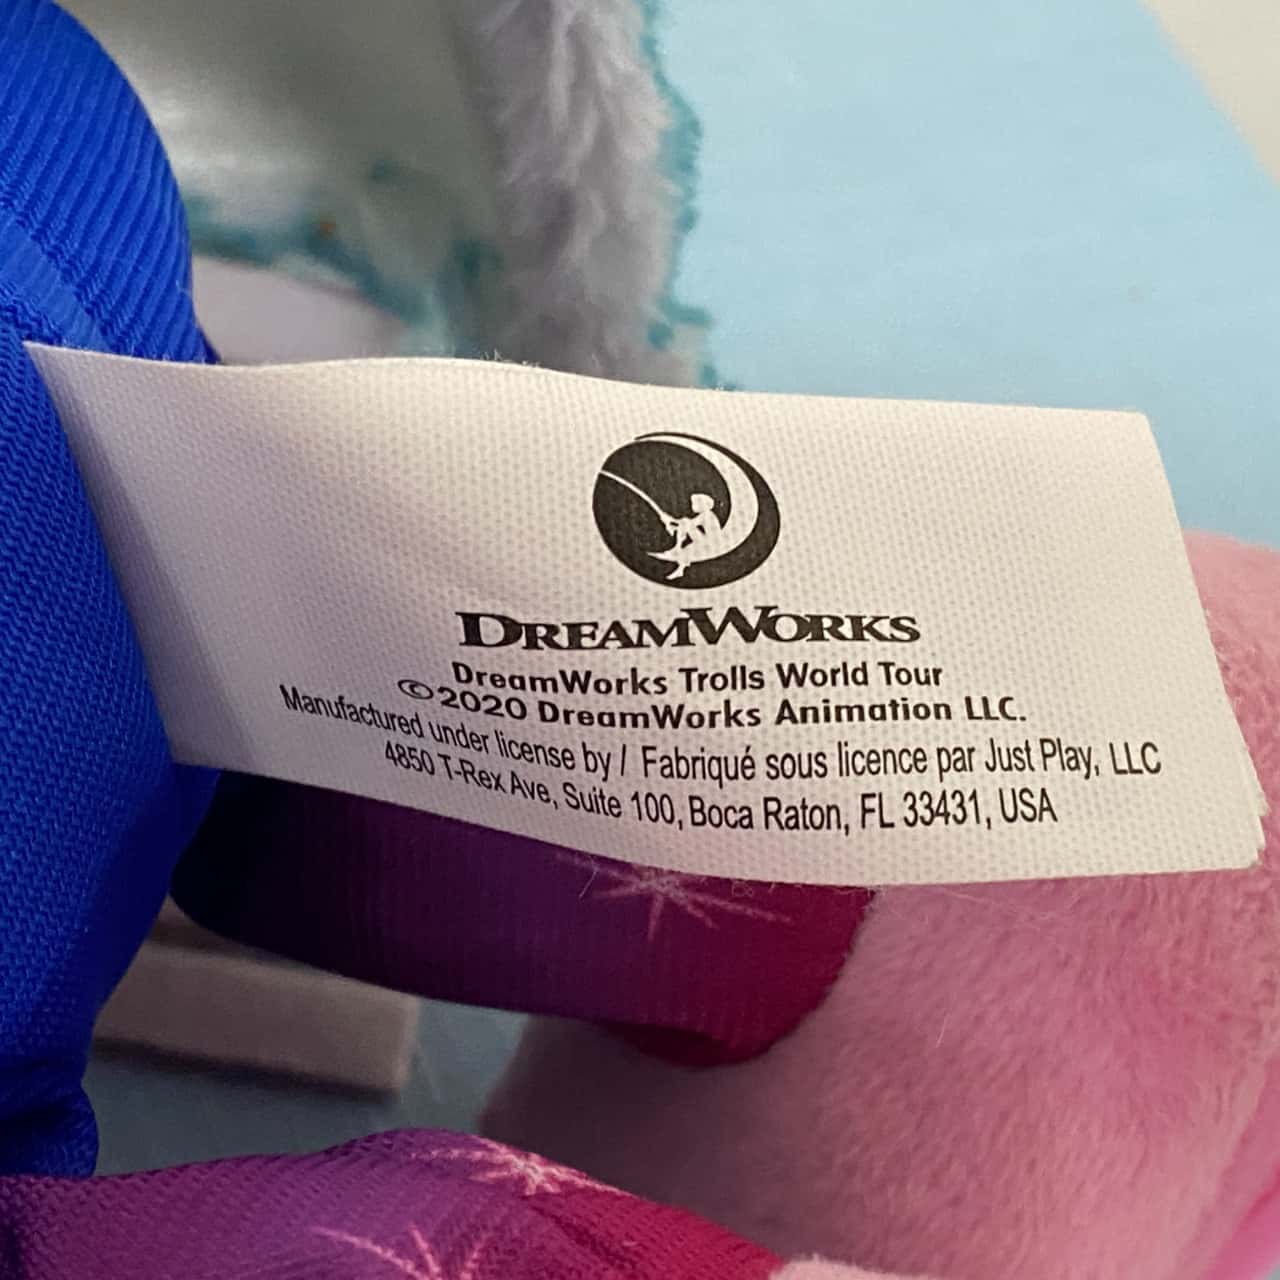 DREAMWORKS
DreamWorks Trolls World Tour
©2020 DreamWorks Animation LLC.
Manufactured under license by / Fabriqué sous licence par Just Play, LLC
4850 T-Rex Ave, Suite 100, Boca Raton, FL 33431, USA